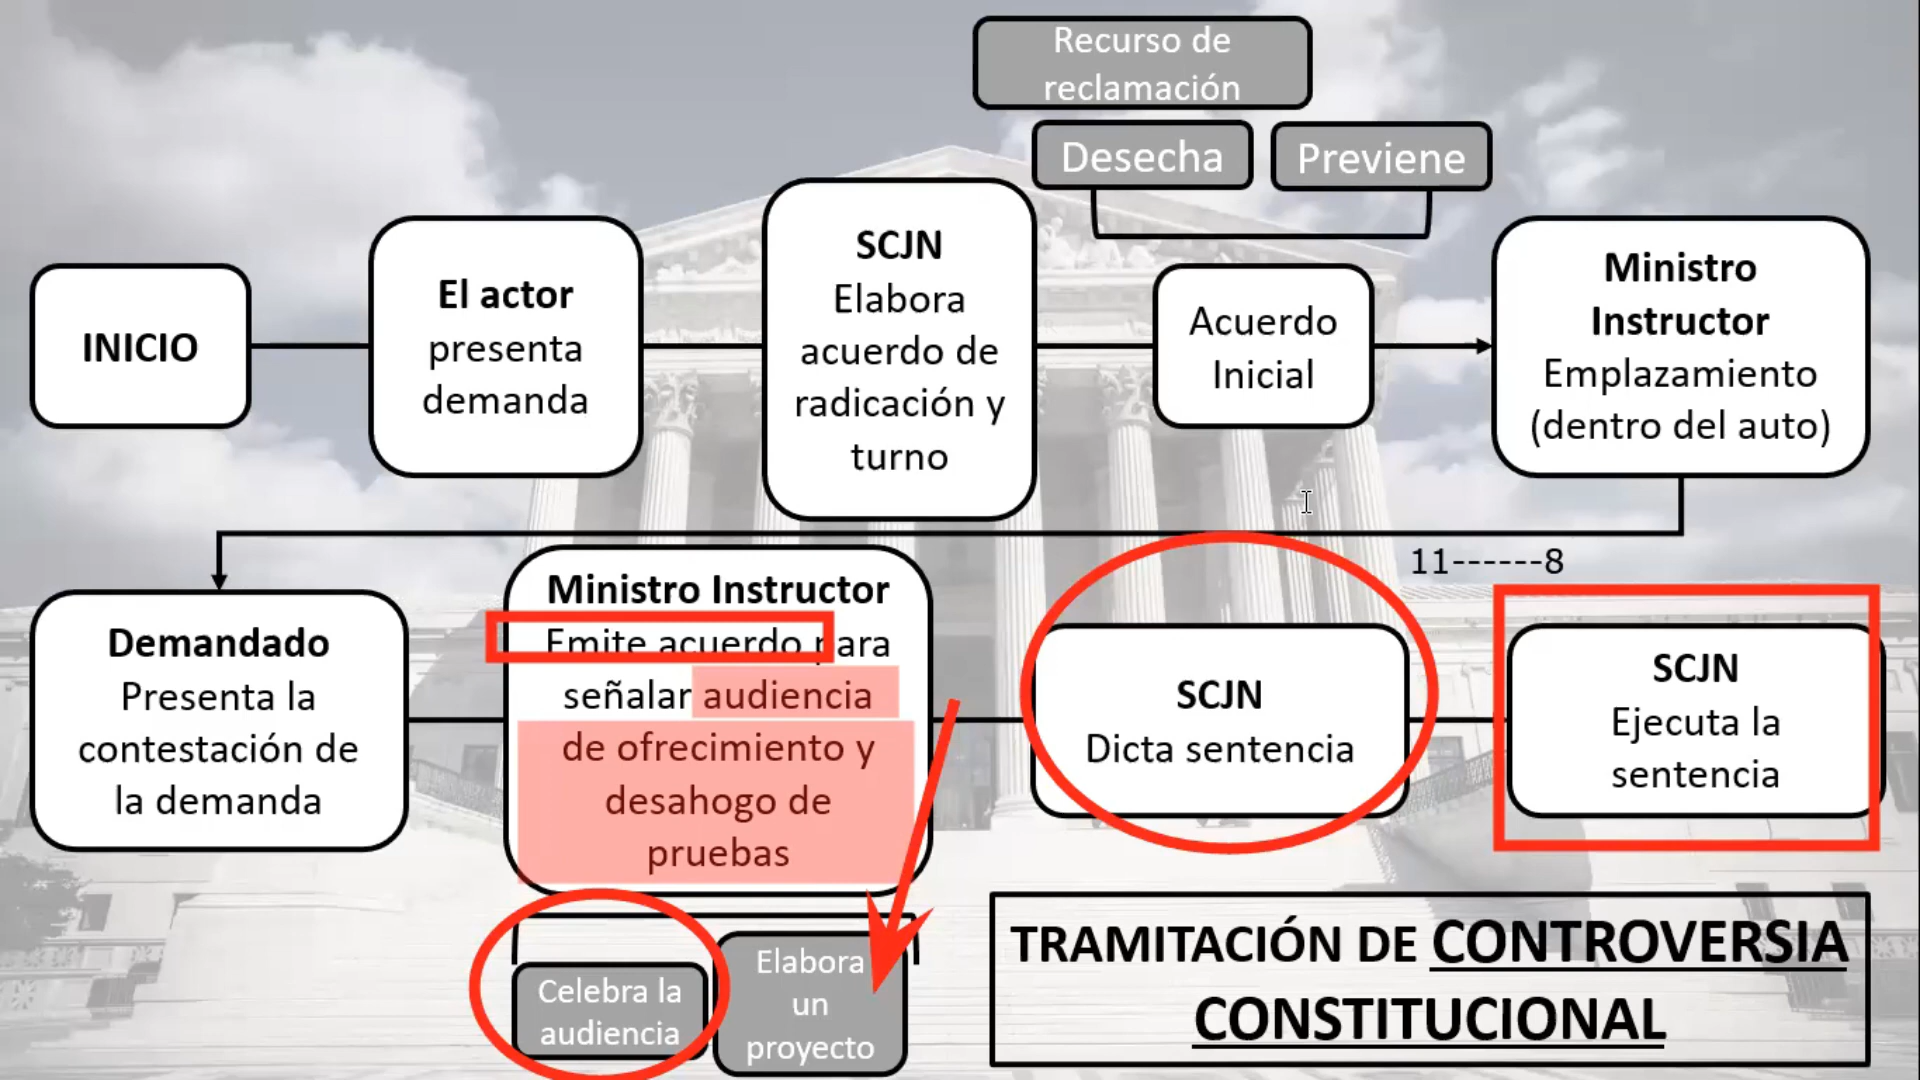 Recurso de
reclamación
Desecha
Previene
INICIO
El actor
presenta
demanda
SCJN
Elabora
acuerdo de
radicación y
turno
Acuerdo
Inicial
Ministro
Instructor
Emplazamiento
(dentro del auto)
11------8
Demandado
Presenta la
contestación de
la demanda
Ministro Instructor
Emite acuerdo para
señalar audiencia
de ofrecimiento y
desahogo de
pruebas
SCJN
Dicta sentencia
SCJN
Ejecuta la
sentencia
Celebra la
audiencia
Elabora
un
proyecto
TRAMITACIÓN DE CONTROVERSIA
CONSTITUCIONAL